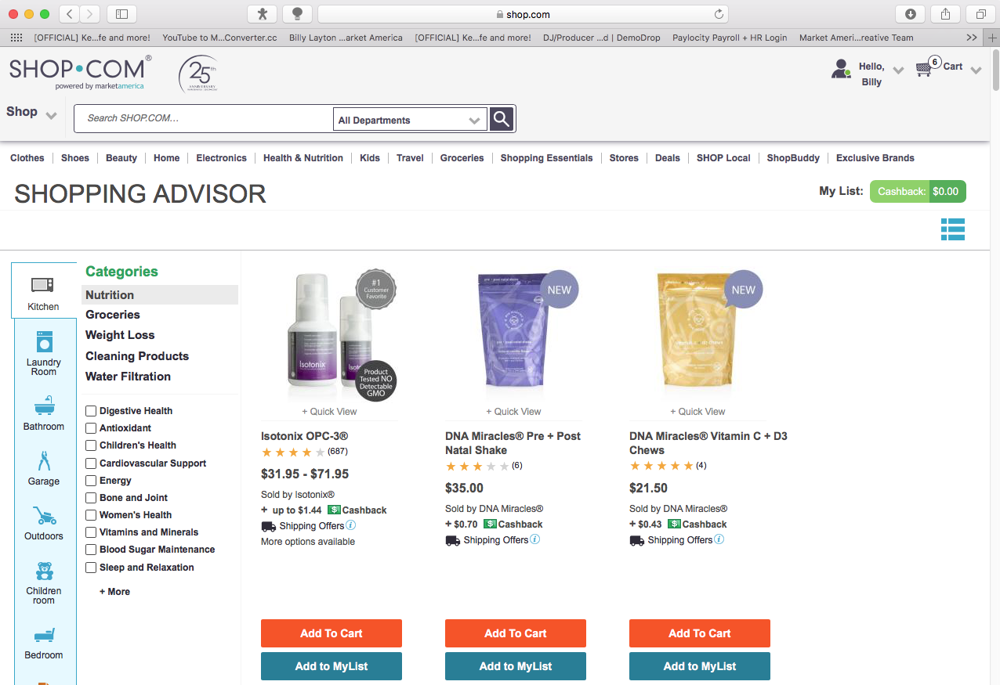 shop.com
[OFFICIAL] Ke...fe and more!
YouTube to M...Converter.cc
Billy Layton ...arket America
[OFFICIAL] Ke...fe and more!
DJ/Producer ...d | DemoDrop
Paylocity Payroll + HR Login
Market Ameri...reative Team
SHOP•COM®
powered by marketamerica
25th
ANNIVERSARY
Hello,
Billy
6
Cart
Shop
Search SHOP.COM...
All Departments
Clothes
Shoes
Beauty
Home
Electronics
Health & Nutrition
Kids
Travel
Groceries
Shopping Essentials
Stores
Deals
SHOP Local
ShopBuddy
Exclusive Brands
SHOPPING ADVISOR
My List:
Cashback: $0.00
Kitchen
Laundry
Room
Bathroom
Garage
Outdoors
Children
room
Bedroom
Categories
Nutrition
Groceries
Weight Loss
Cleaning Products
Water Filtration
Digestive Health
Antioxidant
Children's Health
Cardiovascular Support
Energy
Bone and Joint
Women's Health
Vitamins and Minerals
Blood Sugar Maintenance
Sleep and Relaxation
+ More
#1
Customer
Favorite
Isotonix
Product
Tested NO
Detectable
GMO
+ Quick View
Isotonix OPC-3®
(687)
$31.95 - $71.95
Sold by Isotonix®
+ up to $1.44 $ Cashback
Shipping Offers i
More options available
Add To Cart
Add to MyList
NEW
+ Quick View
DNA Miracles® Pre + Post
Natal Shake
(6)
$35.00
Sold by DNA Miracles®
+ $0.70 $ Cashback
Shipping Offers i
Add To Cart
Add to MyList
NEW
+ Quick View
DNA Miracles® Vitamin C + D3
Chews
(4)
$21.50
Sold by DNA Miracles®
+ $0.43 $ Cashback
Shipping Offers i
Add To Cart
Add to MyList